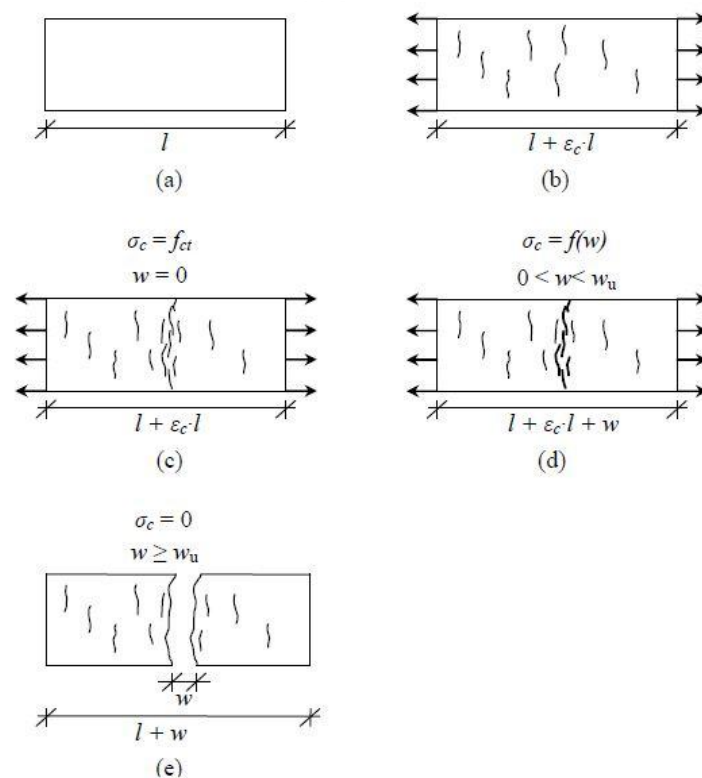 l
(a)
l + εc·l
(b)
σc = fct
w = 0
l + εc·l
(c)
σc = f(w)
0 < w< wu
l + εc·l + w
(d)
σc = 0
w ≥ wu
w
l + w
(e)